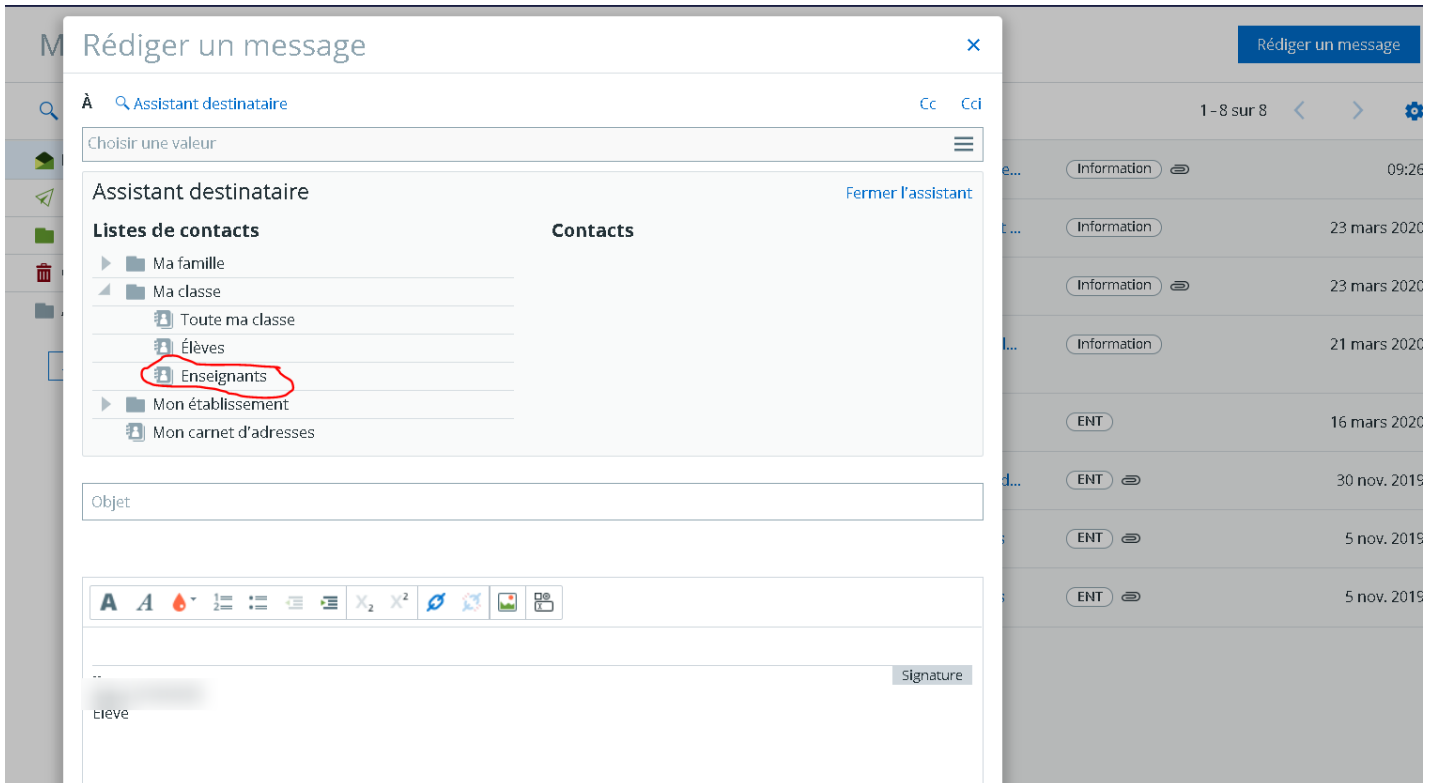 M
Rédiger un message
×
Rédiger un message
À Assistant destinataire
Cc Cci
1-8 sur 8
Choisir une valeur
Assistant destinataire
Fermer l'assistant
Listes de contacts
Contacts
Ma famille
Ma classe
Toute ma classe
Élèves
Enseignants
Mon établissement
Mon carnet d'adresses
e... Information 09:26
t ... Information 23 mars 2020
Information 23 mars 2020
l... Information 21 mars 2020
ENT 16 mars 2020
d... ENT 30 nov. 2019
s ENT 5 nov. 2019
s ENT 5 nov. 2019
Objet
A A X₂ X²
--
Signature
Élève